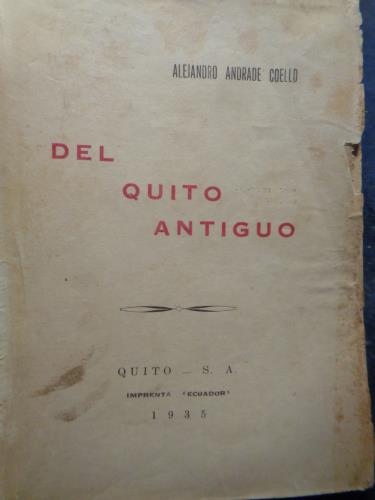 ALEJANDRO ANDRADE COELLO
DEL
QUITO
ANTIGUO
QUITO — S. A.
IMPRENTA "ECUADOR"
1935